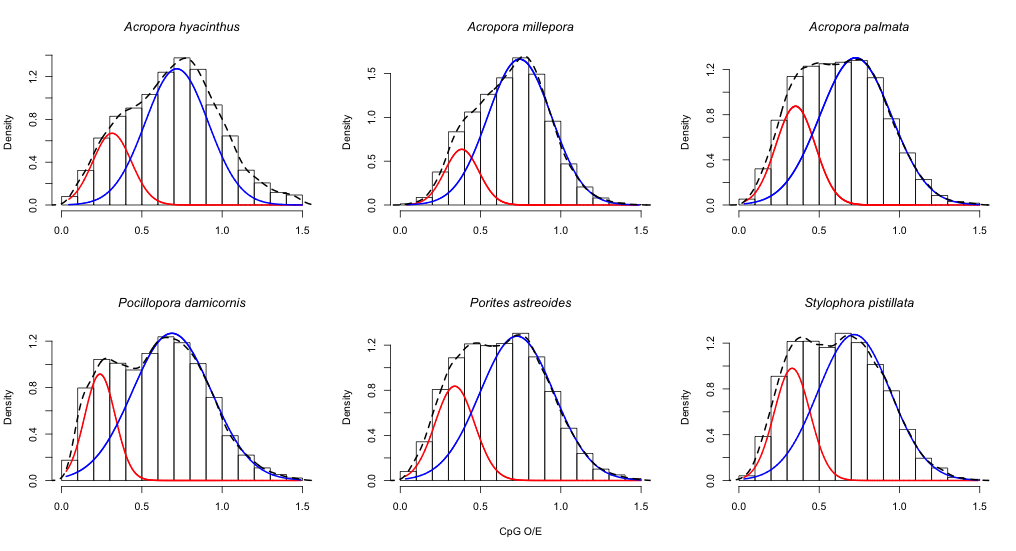 Acropora hyacinthus
Acropora millepora
Acropora palmata
Density
0.0 0.4 0.8 1.2
0.0 0.5 1.0 1.5
Density
0.0 0.5 1.0 1.5
0.0 0.5 1.0 1.5
Density
0.0 0.4 0.8 1.2
0.0 0.5 1.0 1.5
Pocillopora damicornis
Porites astreoides
Stylophora pistillata
Density
0.0 0.4 0.8 1.2
0.0 0.5 1.0 1.5
Density
0.0 0.4 0.8 1.2
0.0 0.5 1.0 1.5
Density
0.0 0.4 0.8 1.2
0.0 0.5 1.0 1.5
CpG O/E